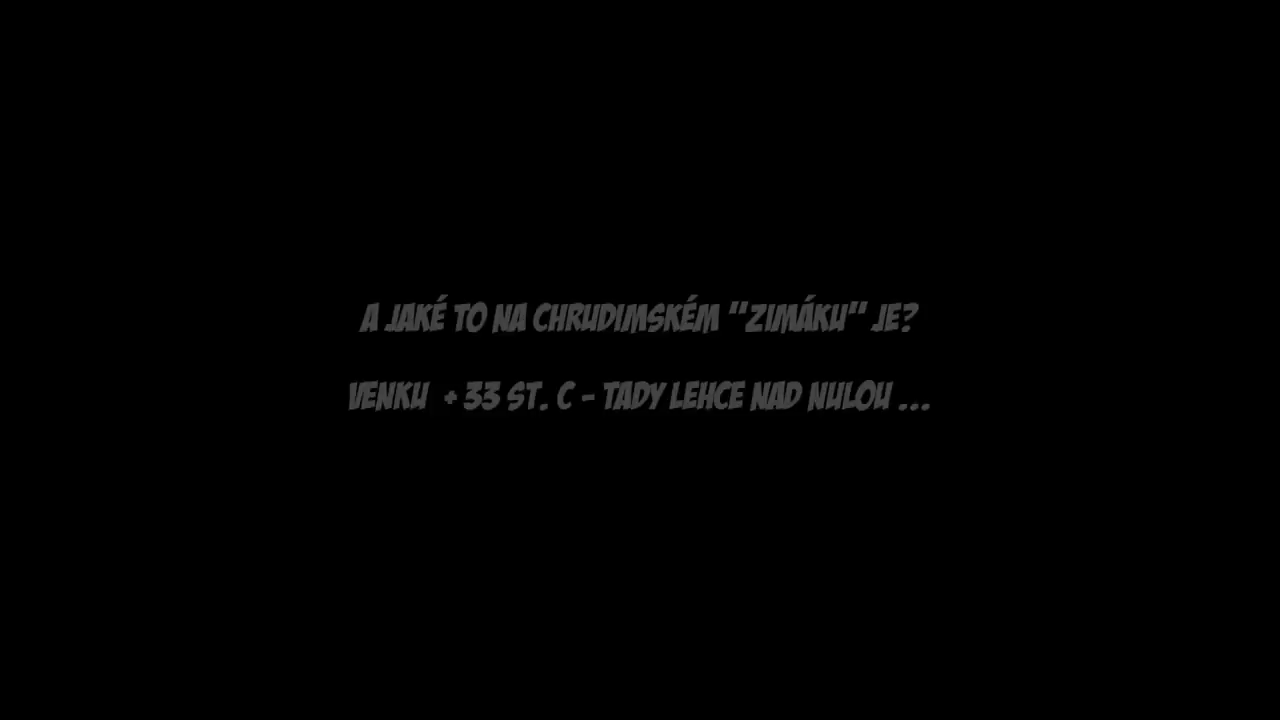 A JAKÉ TO NA CHRUDIMSKÉM "ZIMÁKU" JE?
VENKU + 33 ST. C - TADY LEHCE NAD NULOU ...